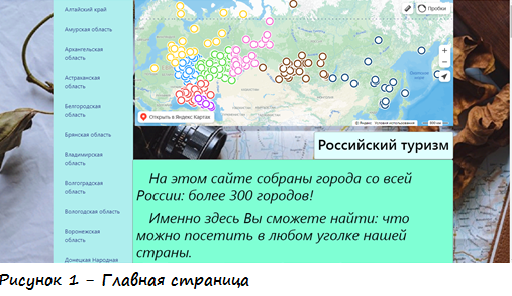 Алтайский край
Амурская область
Архангельская
область
Астраханская
область
Белгородская
область
Брянская область
Владимирская
область
Волгоградская
область
Вологодская область
Воронежская
область
Донецкая Народная
Пробки
Открыть в Яндекс Картах
Яндекс Условия использования
Российский туризм
На этом сайте собраны города со всей
России: более 300 городов!
Именно здесь Вы сможете найти: что
можно посетить в любом уголке нашей
страны.
Рисунок 1 - Главная страница